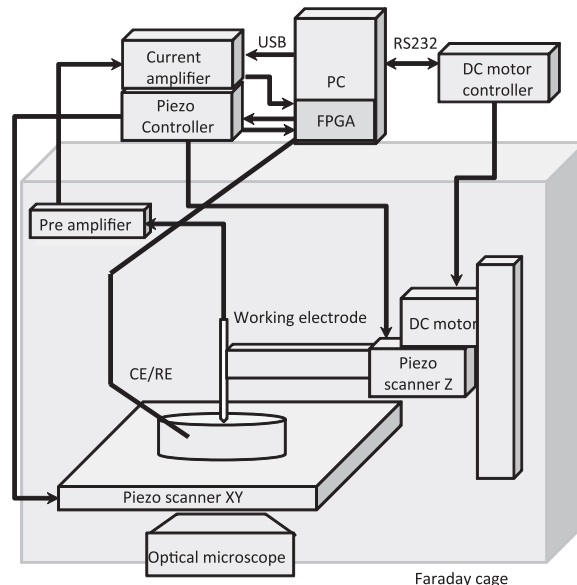 Current
amplifier
USB
PC
RS232
DC motor
controller
Piezo
Controller
FPGA
Pre amplifier
Working electrode
DC motor
CE/RE
Piezo
scanner Z
Piezo scanner XY
Optical microscope
Faraday cage